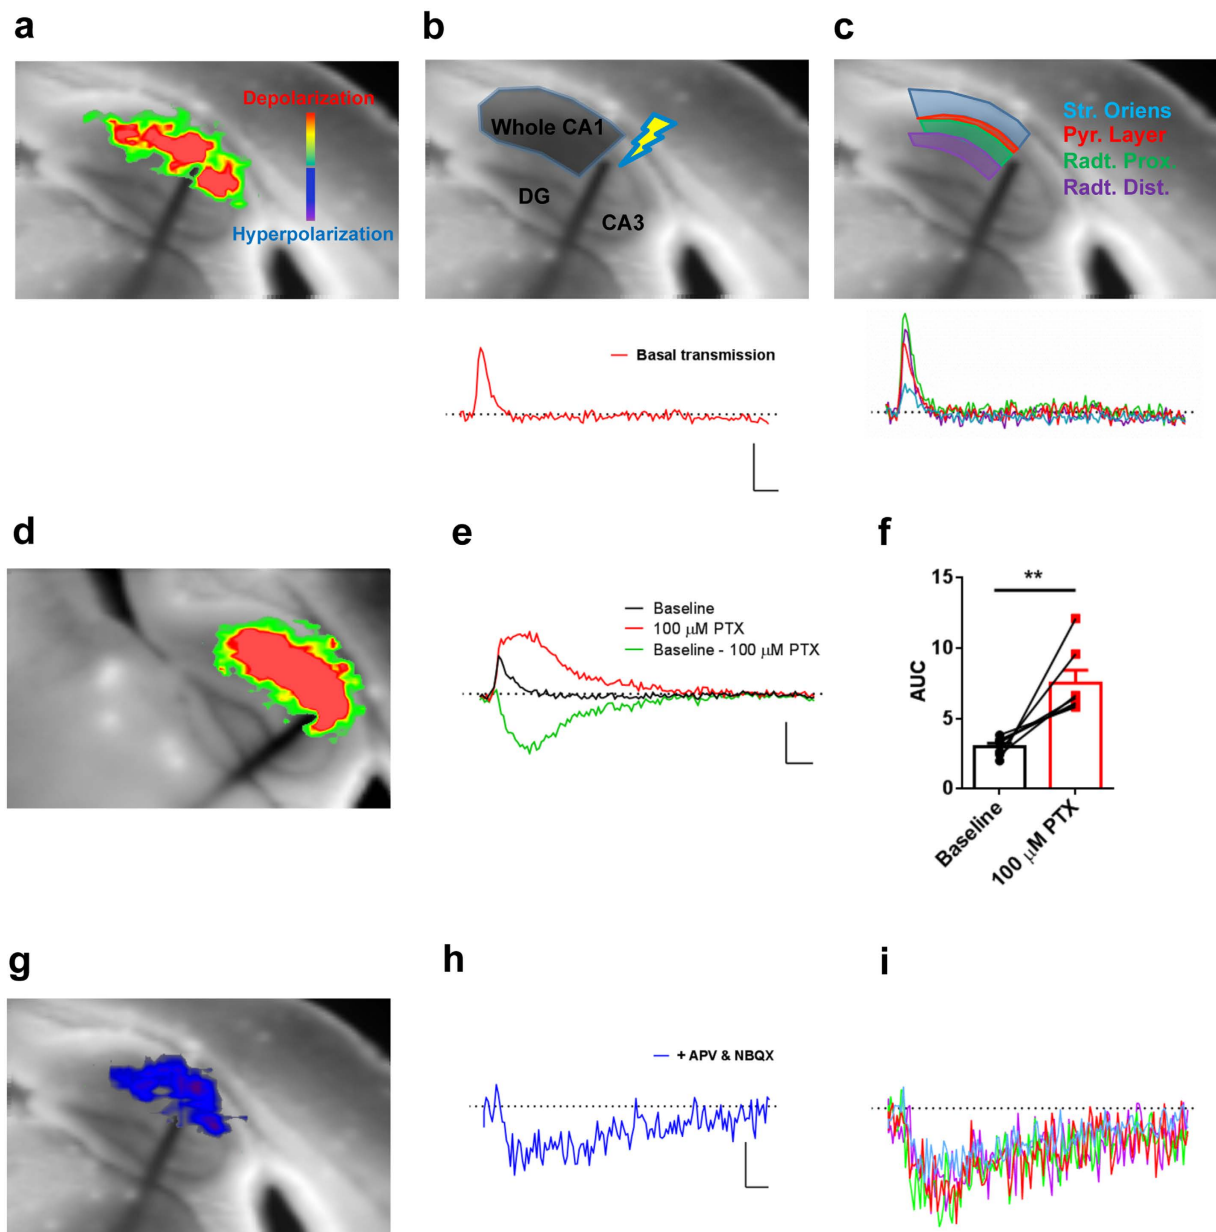 a
b
c
Depolarization
Hyperpolarization
Whole CA1
DG
CA3
Str. Oriens
Pyr. Layer
Radt. Prox.
Radt. Dist.
Basal transmission
d
e
f
Baseline
100 μM PTX
Baseline - 100 μM PTX
**
15
10
5
0
AUC
Baseline
100 μM PTX
g
h
i
+ APV & NBQX